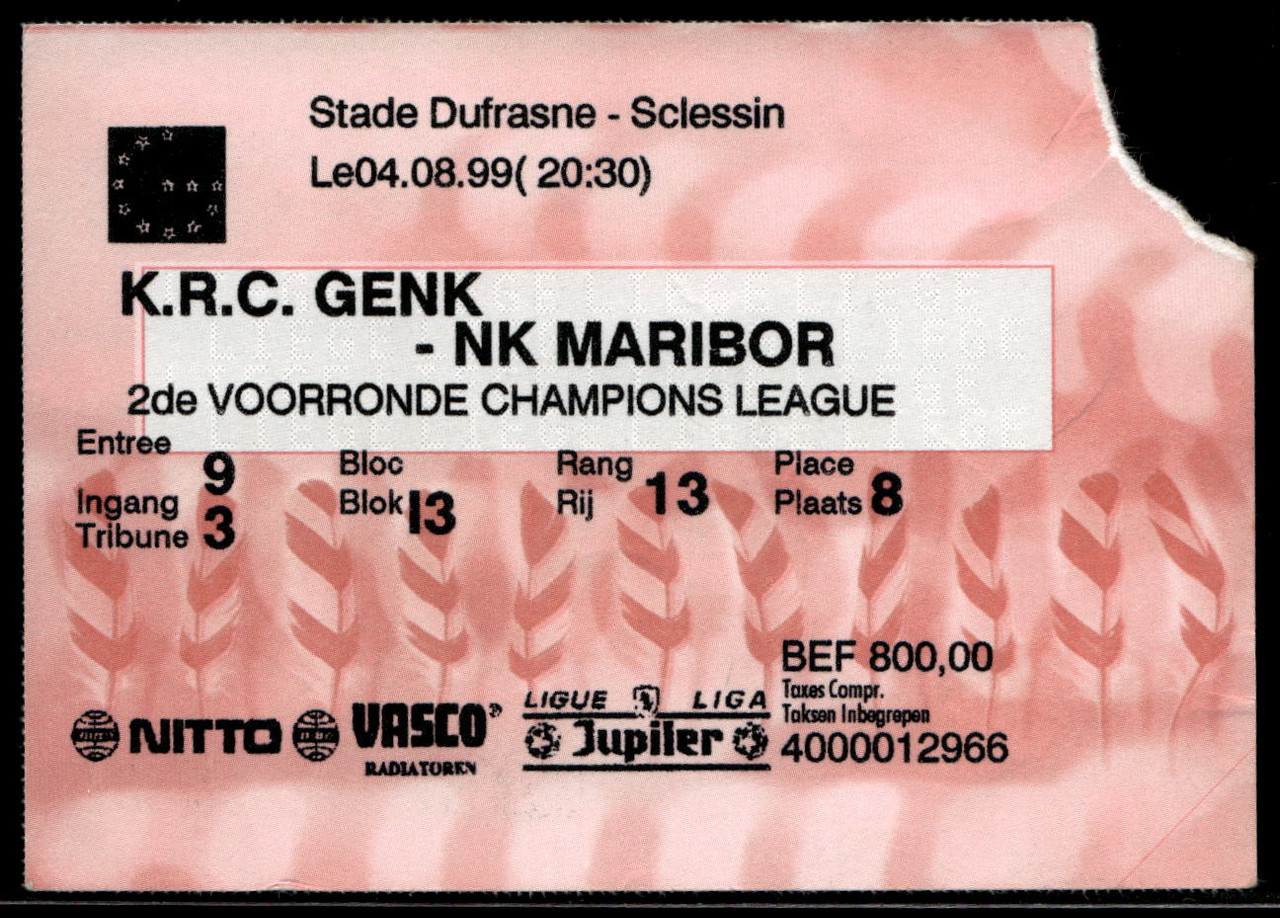 Stade Dufrasne - Sclessin
Le04.08.99( 20:30)
K.R.C. GENK
- NK MARIBOR
2de VOORRONDE CHAMPIONS LEAGUE
Entree
Ingang 9
Tribune 3
Bloc
Blok 13
Rang
Rij 13
Place
Plaats 8
BEF 800,00
Taxes Compr.
Taksen Inbegrepen
4000012966
NITTO
VASCO
RADIATOREN
LIGUE LIGA
Jupiler